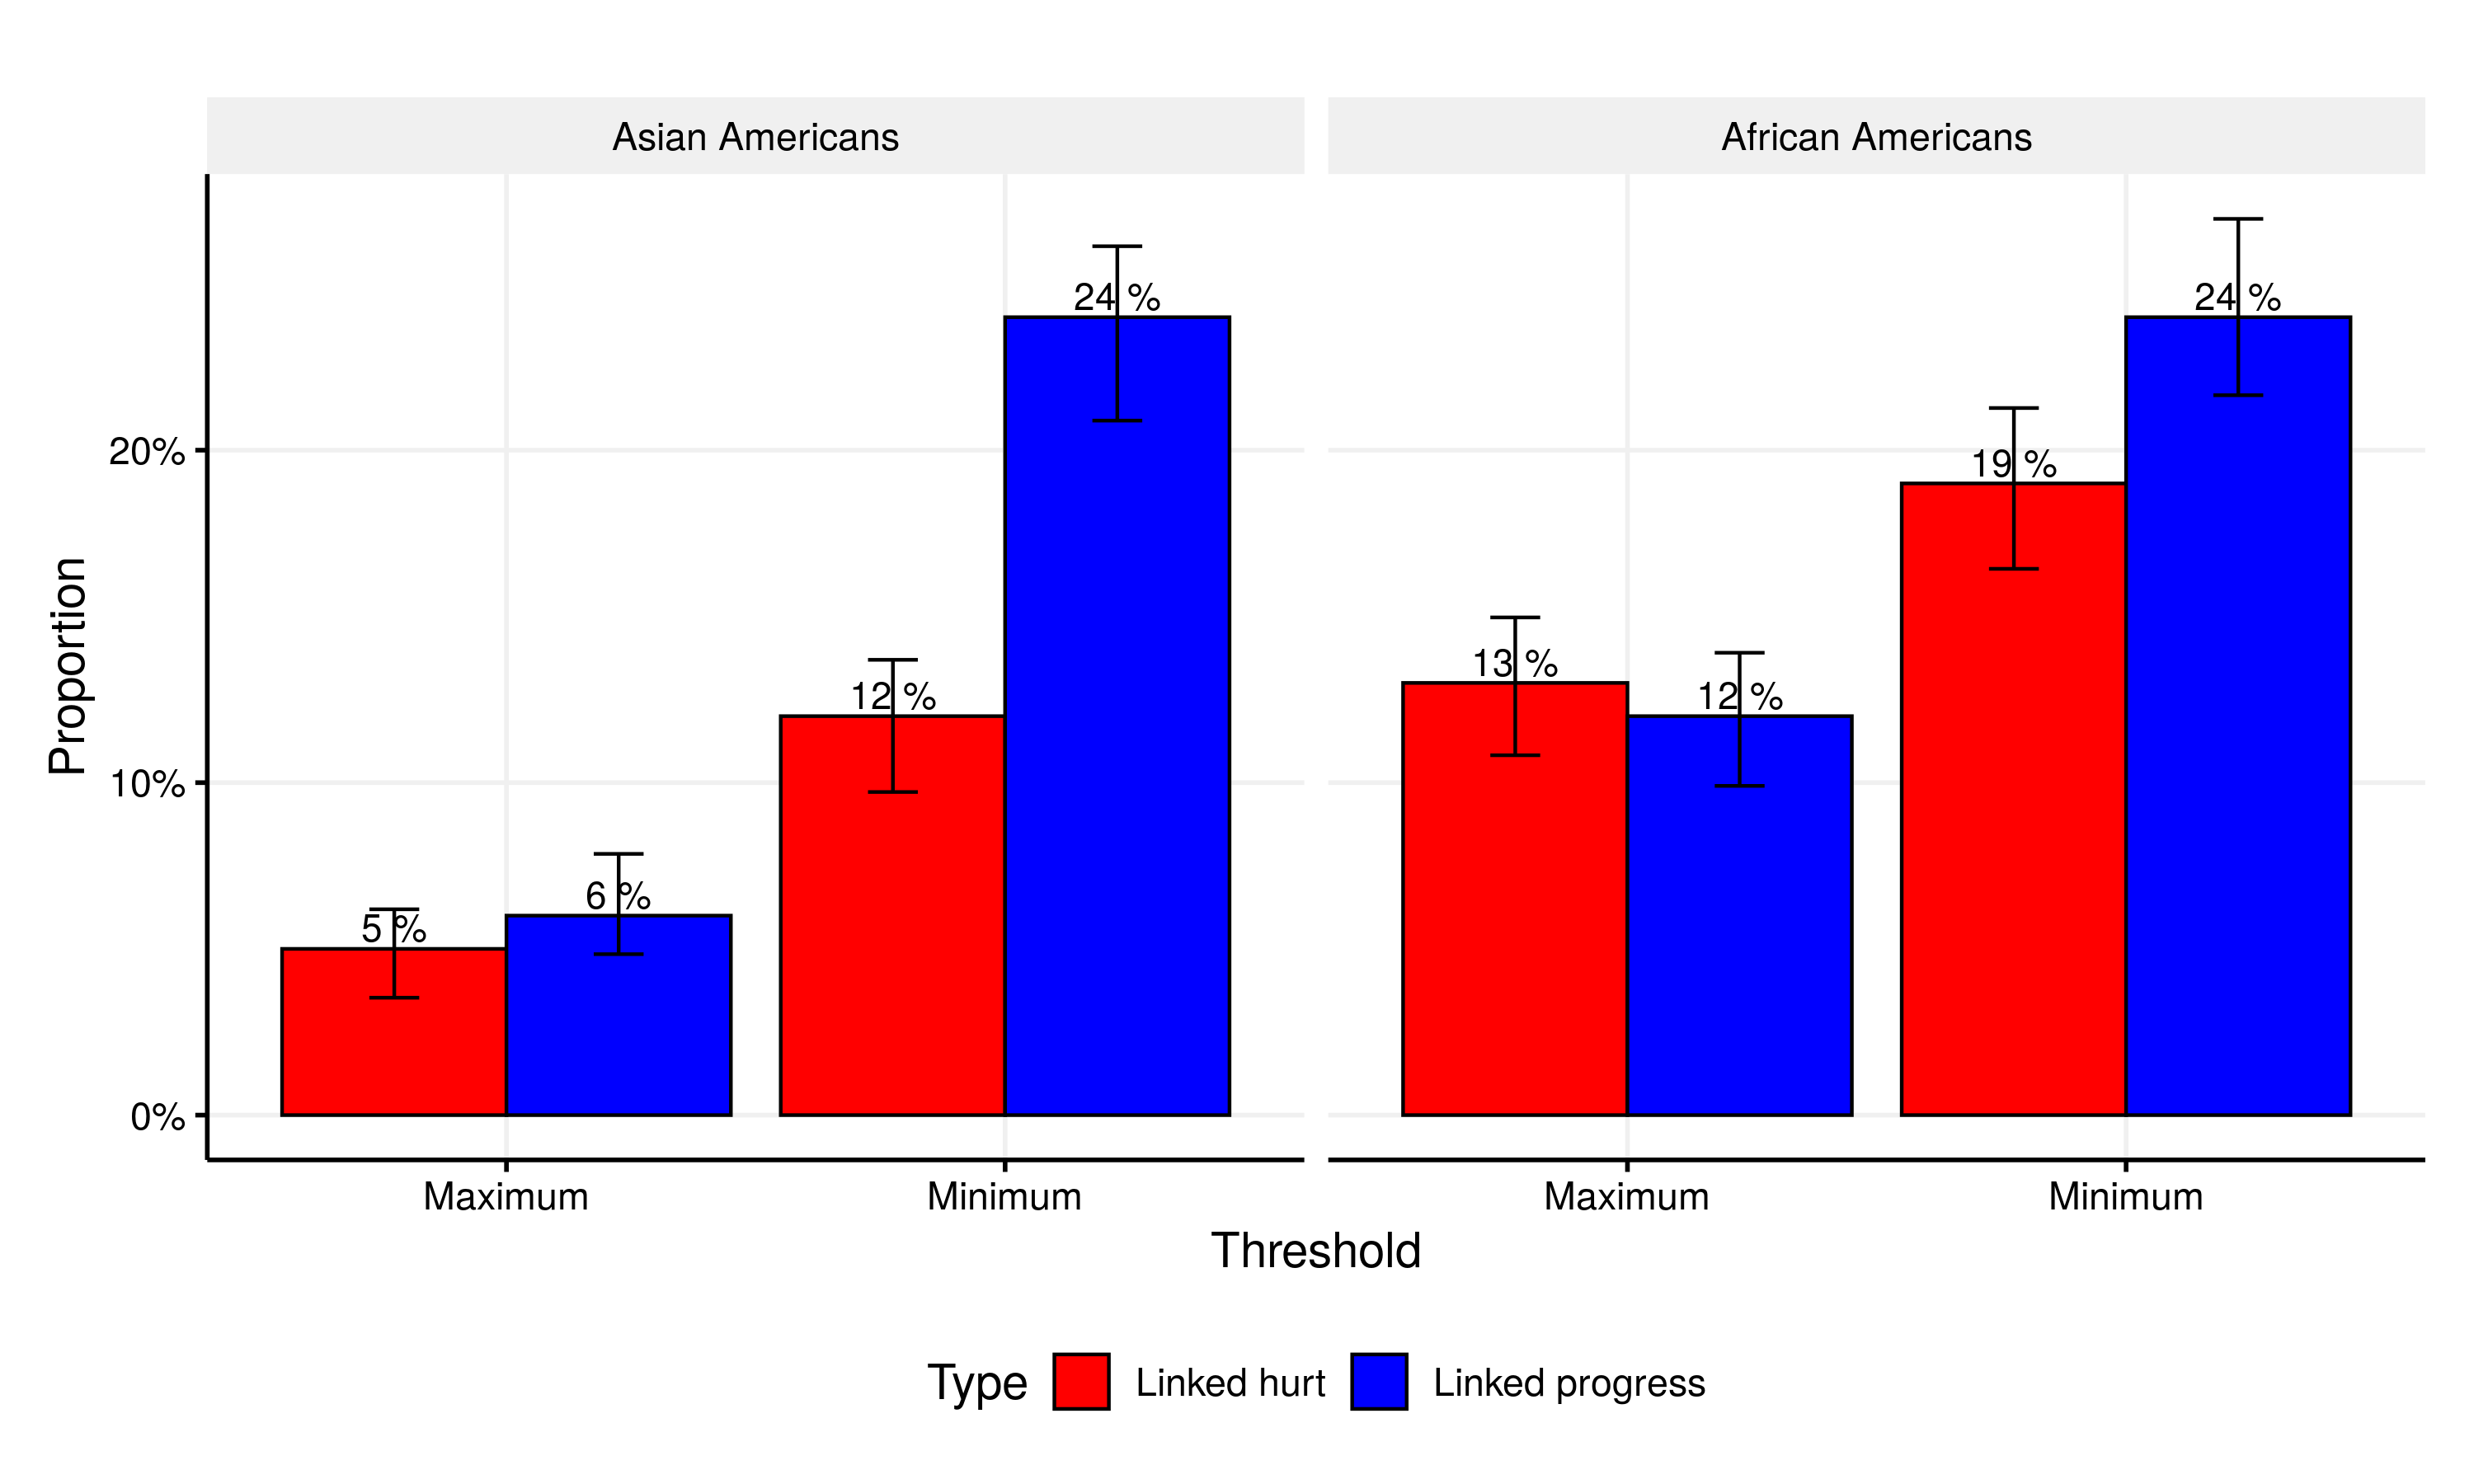 Asian Americans
African Americans
Proportion
20%
10%
0%
5 %
6 %
12 %
24 %
13 %
12 %
19 %
24 %
Maximum
Minimum
Maximum
Minimum
Threshold
Type
Linked hurt
Linked progress